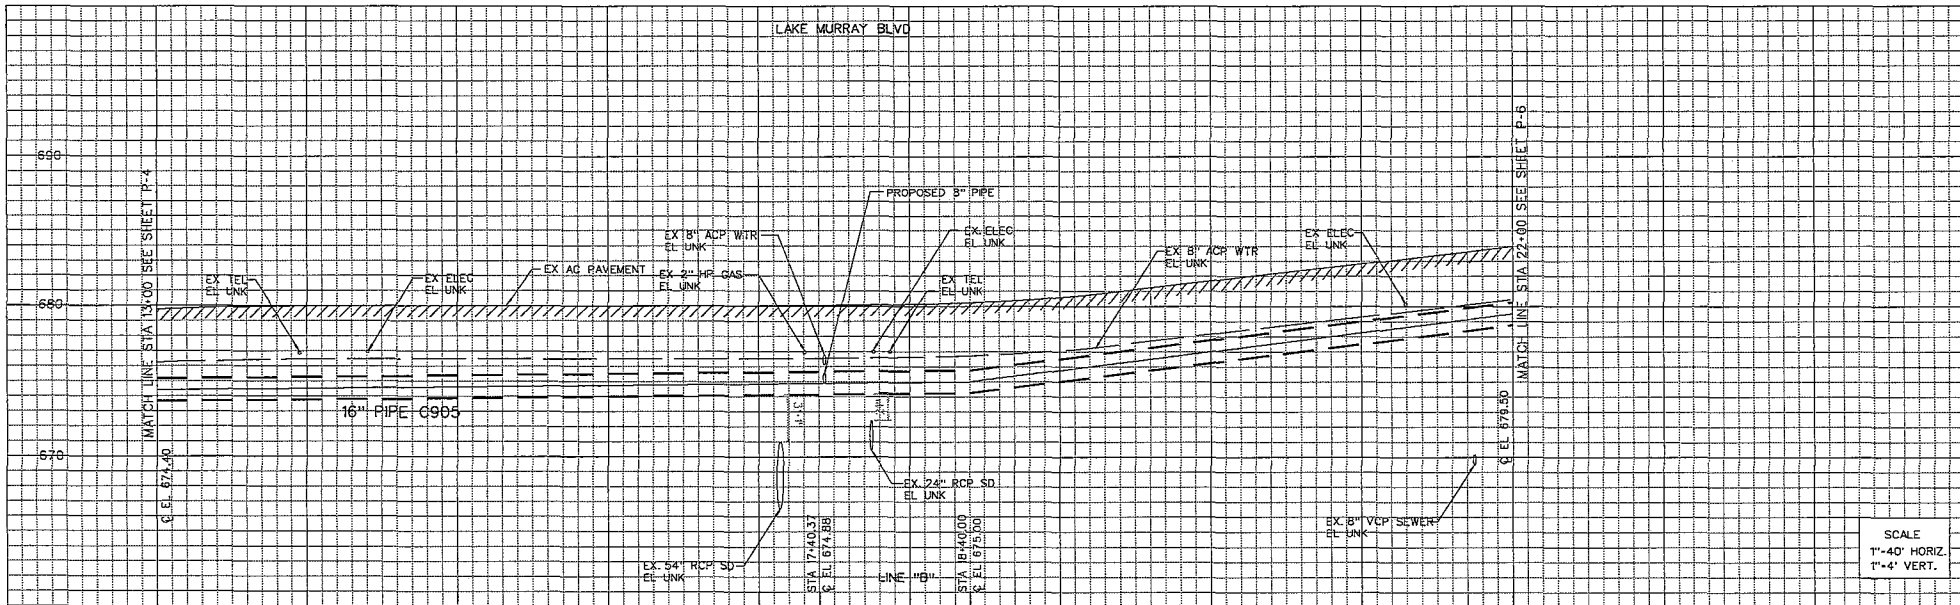 LAKE MURRAY BLVD
690
680
670
MATCH LINE STA 13+00 SEE SHEET P-4
℄ EL 674.40
EX TEL
EL UNK
EX ELEC
EL UNK
EX AC PAVEMENT
16" PIPE C905
EX 2" HP GAS
EL UNK
EX 8" ACP WTR
EL UNK
PROPOSED 8" PIPE
EX ELEC
EL UNK
EX TEL
EL UNK
EX 8" ACP WTR
EL UNK
EX ELEC
EL UNK
EX. 54" RCP SD
EL UNK
EX. 24" RCP SD
EL UNK
STA 17+40.37
℄ EL 674.88
LINE "B"
STA 18+40.00
℄ EL 675.00
EX. 8" VCP SEWER
EL UNK
℄ EL 679.50
MATCH LINE STA 22+00 SEE SHEET P-6
SCALE
1"-40' HORIZ.
1"-4' VERT.